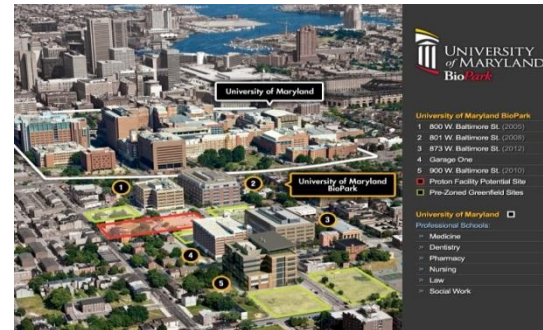 University of Maryland
University of Maryland
BioPark
1
2
3
4
5
UNIVERSITY
of MARYLAND
BioPark
University of Maryland BioPark
1 800 W. Baltimore St. (2005)
2 801 W. Baltimore St. (2008)
3 873 W. Baltimore St. (2012)
4 Garage One
5 900 W. Baltimore St. (2010)
Proton Facility Potential Site
Pre-Zoned Greenfield Sites
University of Maryland
Professional Schools:
Medicine
Dentistry
Pharmacy
Nursing
Law
Social Work